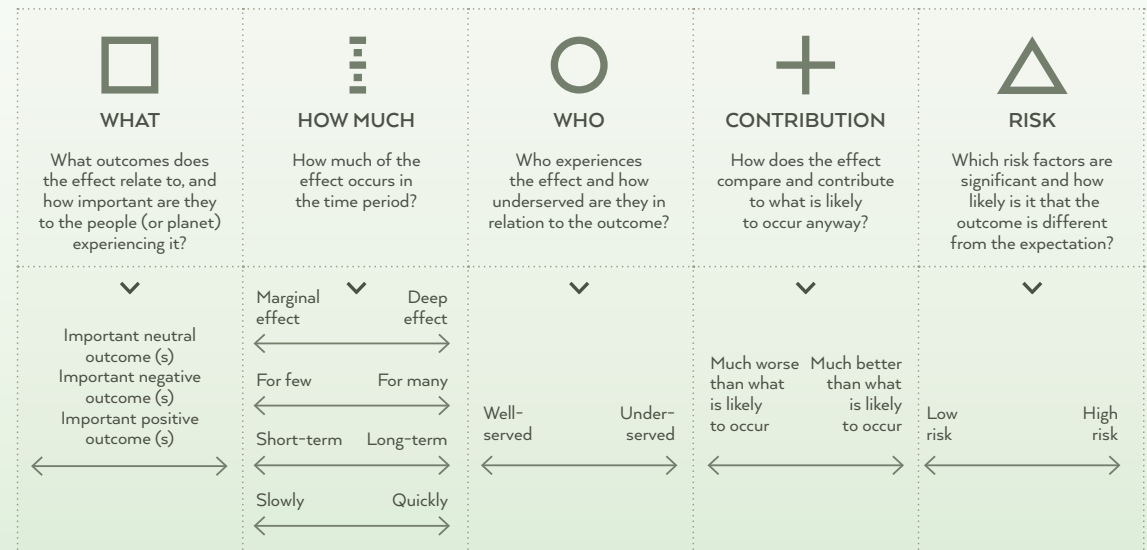 WHAT
What outcomes does
the effect relate to, and
how important are they
to the people (or planet)
experiencing it?
Important neutral
outcome (s)
Important negative
outcome (s)
Important positive
outcome (s)
HOW MUCH
How much of the
effect occurs in
the time period?
Marginal
effect
Deep
effect
For few
For many
Short-term
Long-term
Slowly
Quickly
WHO
Who experiences
the effect and how
underserved are they in
relation to the outcome?
Well-
served
Under-
served
CONTRIBUTION
How does the effect
compare and contribute
to what is likely
to occur anyway?
Much worse
than what
is likely
to occur
Much better
than what
is likely
to occur
RISK
Which risk factors are
significant and how
likely is it that the
outcome is different
from the expectation?
Low
risk
High
risk